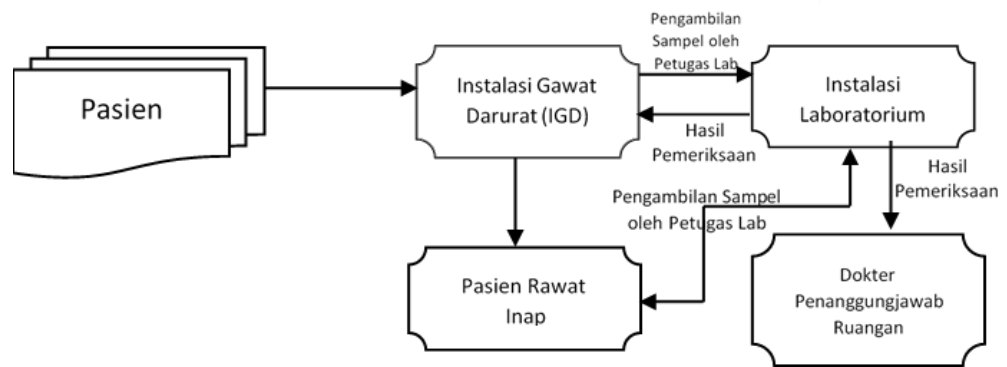 Pasien
Instalasi Gawat
Darurat (IGD)
Pengambilan
Sampel oleh
Petugas Lab
Instalasi
Laboratorium
Hasil
Pemeriksaan
Hasil
Pemeriksaan
Pengambilan Sampel
oleh Petugas Lab
Pasien Rawat
Inap
Dokter
Penanggungjawab
Ruangan